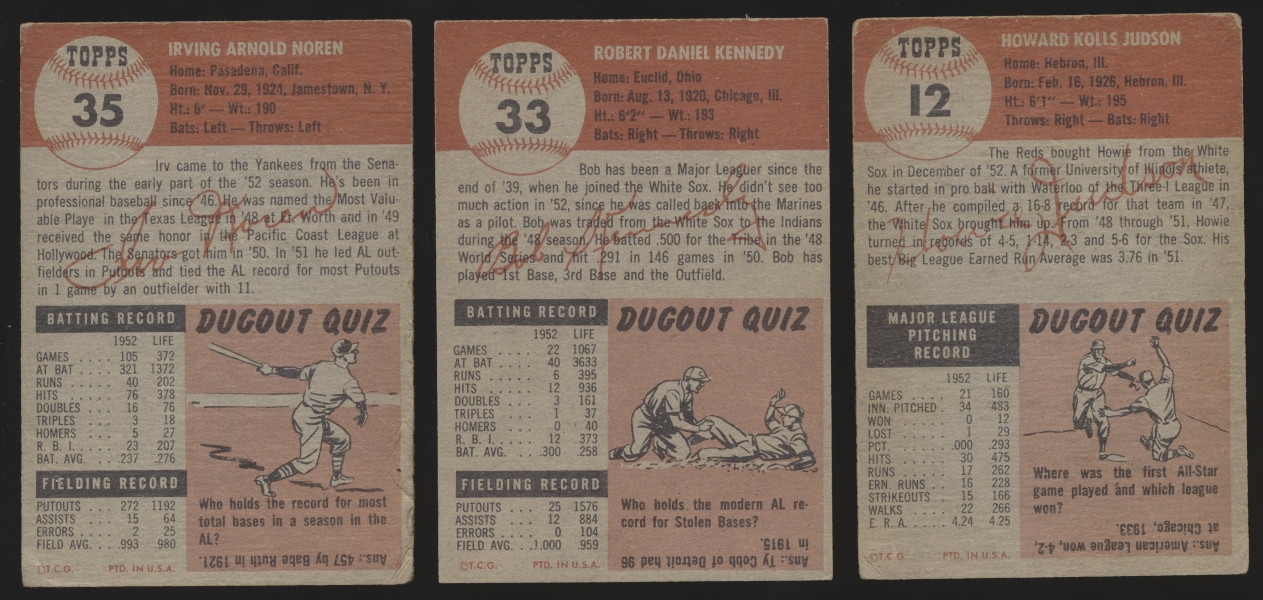 TOPPS
35
IRVING ARNOLD NOREN
Home: Pasadena, Calif.
Born: Nov. 29, 1924, Jamestown, N. Y.
Ht.: 6' — Wt.: 190
Bats: Left — Throws: Left
Irv came to the Yankees from the Sena-
tors during the early part of the '52 season. He's been in
professional baseball since '46. He was named the Most Valu-
able Playe in the Texas League in '48 at Ft. Worth and in '49
received the same honor in the Pacific Coast League at
Hollywood. The Senators got him in '50. In '51 he led AL out-
fielders in Putouts and tied the AL record for most Putouts
in 1 game by an outfielder with 11.
Irv Noren
BATTING RECORD
1952 LIFE
GAMES .... 105 372
AT BAT .... 321 1372
RUNS .... 40 202
HITS .... 76 378
DOUBLES ... 16 76
TRIPLES ... 3 18
HOMERS ... 5 27
R. B. I. .... 23 207
BAT. AVG. ... .237 .276
FIELDING RECORD
PUTOUTS ... 272 1192
ASSISTS ... 15 64
ERRORS ... 2 25
FIELD AVG. .. .993 .980
©T.C.G. PTD. IN U.S.A.
DUGOUT QUIZ
Who holds the record for most
total bases in a season in the
AL?
Ans.: 457 by Babe Ruth in 1921.
TOPPS
33
ROBERT DANIEL KENNEDY
Home: Euclid, Ohio
Born: Aug. 13, 1920, Chicago, Ill.
Ht.: 6'2" — Wt.: 193
Bats: Right — Throws: Right
Bob has been a Major Leaguer since the
end of '39, when he joined the White Sox. He didn't see too
much action in '52, since he was called back into the Marines
as a pilot. Bob was traded from the White Sox to the Indians
during the '48 season. He batted .500 for the Tribe in the '48
World Series and hit .291 in 146 games in '50. Bob has
played 1st Base, 3rd Base and the Outfield.
Bob Kennedy
BATTING RECORD
1952 LIFE
GAMES .... 22 1067
AT BAT .... 40 3633
RUNS .... 6 395
HITS .... 12 936
DOUBLES ... 3 161
TRIPLES ... 1 37
HOMERS ... 0 40
R. B. I. .... 12 373
BAT. AVG. ... .300 .258
FIELDING RECORD
PUTOUTS ... 25 1576
ASSISTS ... 12 884
ERRORS ... 0 104
FIELD AVG. .. 1.000 .959
©T.C.G. PTD. IN U.S.A.
DUGOUT QUIZ
Who holds the modern AL re-
cord for Stolen Bases?
Ans.: Ty Cobb of Detroit had 96
in 1915.
TOPPS
12
HOWARD KOLLS JUDSON
Home: Hebron, Ill.
Born: Feb. 16, 1926, Hebron, Ill.
Ht.: 6'1" — Wt.: 195
Throws: Right — Bats: Right
The Reds bought Howie from the White
Sox in December of '52. A former University of Illinois athlete,
he started in pro ball with Waterloo of the Three-I League in
'46. After he compiled a 16-8 record for that team in '47,
the White Sox bought him up. From '48 through '51, Howie
turned in records of 4-5, 1-14, 2-3 and 5-6 for the Sox. His
best Big League Earned Run Average was 3.76 in '51.
Howie Judson
MAJOR LEAGUE
PITCHING
RECORD
1952 LIFE
GAMES .... 21 160
INN. PITCHED . 34 483
WON .... 0 12
LOST .... 1 29
PCT. .... .000 .293
HITS .... 30 475
RUNS .... 17 262
ERN. RUNS .. 16 228
STRIKEOUTS .. 15 166
WALKS .... 22 266
E. R. A. .... 4.24 4.25
©T.C.G. PTD. IN U.S.A.
DUGOUT QUIZ
Where was the first All-Star
game played and which league
won?
Ans.: American League won, 4-2,
at Chicago, 1933.